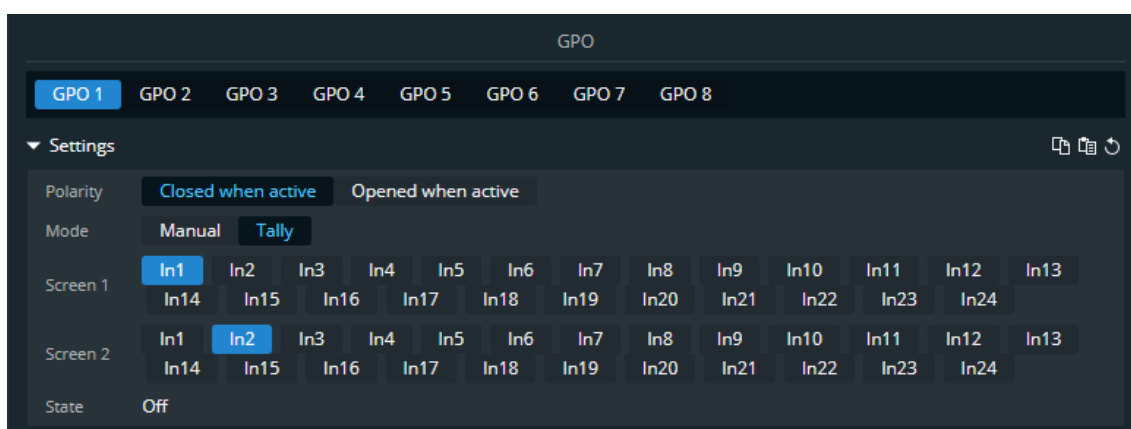 GPO
GPO 1 GPO 2 GPO 3 GPO 4 GPO 5 GPO 6 GPO 7 GPO 8
Settings
Polarity Closed when active Opened when active
Mode Manual Tally
Screen 1 In1 In2 In3 In4 In5 In6 In7 In8 In9 In10 In11 In12 In13
In14 In15 In16 In17 In18 In19 In20 In21 In22 In23 In24
Screen 2 In1 In2 In3 In4 In5 In6 In7 In8 In9 In10 In11 In12 In13
In14 In15 In16 In17 In18 In19 In20 In21 In22 In23 In24
State Off